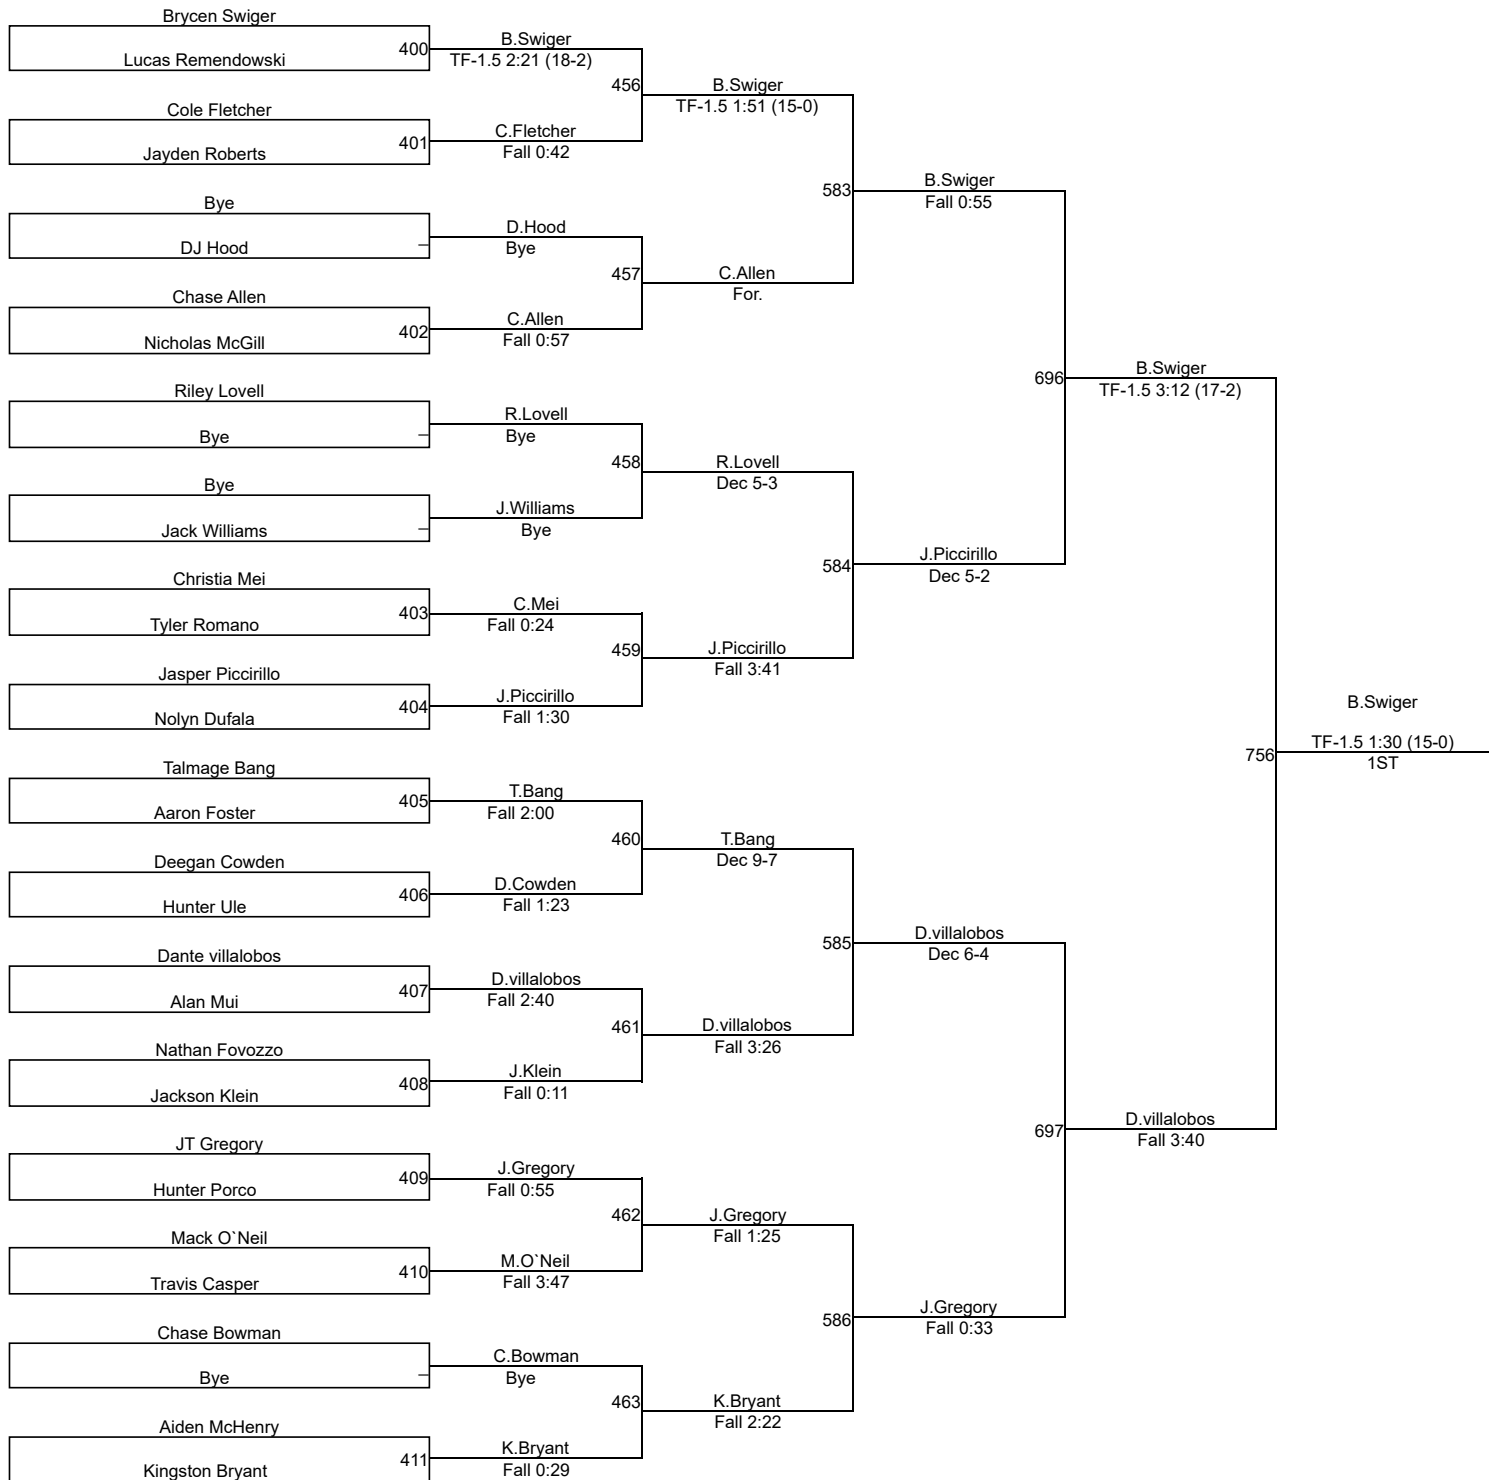 Brycen Swiger
400
Lucas Remendowski
Cole Fletcher
401
Jayden Roberts
Bye
DJ Hood
Chase Allen
402
Nicholas McGill
Riley Lovell
Bye
Bye
Jack Williams
Christia Mei
403
Tyler Romano
Jasper Piccirillo
404
Nolyn Dufala
Talmage Bang
405
Aaron Foster
Deegan Cowden
406
Hunter Ule
Dante villalobos
407
Alan Mui
Nathan Fovozzo
408
Jackson Klein
JT Gregory
409
Hunter Porco
Mack O`Neil
410
Travis Casper
Chase Bowman
Bye
Aiden McHenry
411
Kingston Bryant
B.Swiger
TF-1.5 2:21 (18-2)
456
C.Fletcher
Fall 0:42
D.Hood
Bye
457
C.Allen
Fall 0:57
R.Lovell
Bye
458
J.Williams
Bye
C.Mei
Fall 0:24
459
J.Piccirillo
Fall 1:30
T.Bang
Fall 2:00
460
D.Cowden
Fall 1:23
D.villalobos
Fall 2:40
461
J.Klein
Fall 0:11
J.Gregory
Fall 0:55
462
M.O`Neil
Fall 3:47
C.Bowman
Bye
463
K.Bryant
Fall 0:29
B.Swiger
TF-1.5 1:51 (15-0)
583
C.Allen
For.
R.Lovell
Dec 5-3
584
J.Piccirillo
Fall 3:41
T.Bang
Dec 9-7
585
D.villalobos
Fall 3:26
J.Gregory
Fall 1:25
586
K.Bryant
Fall 2:22
B.Swiger
Fall 0:55
696
J.Piccirillo
Dec 5-2
D.villalobos
Dec 6-4
697
J.Gregory
Fall 0:33
B.Swiger
TF-1.5 3:12 (17-2)
756
D.villalobos
Fall 3:40
B.Swiger
TF-1.5 1:30 (15-0)
1ST